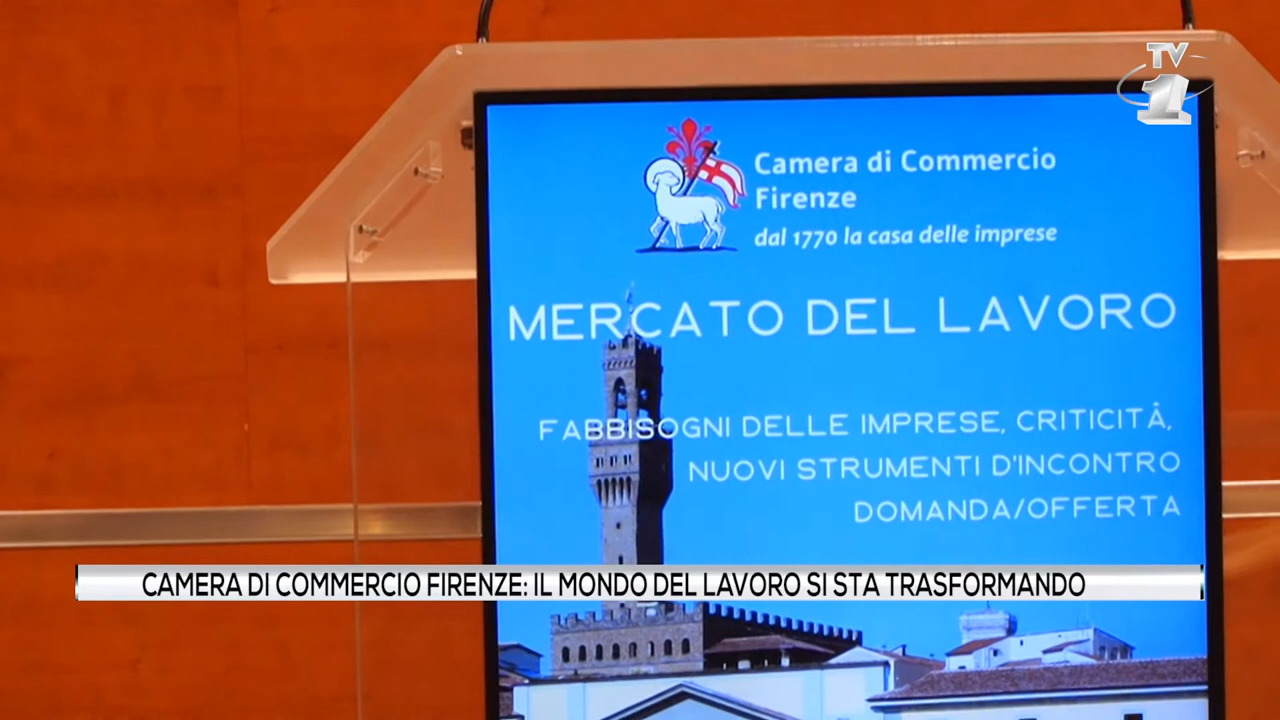 TV
1
Camera di Commercio
Firenze
dal 1770 la casa delle imprese
MERCATO DEL LAVORO
FABBISOGNI DELLE IMPRESE, CRITICITÀ,
NUOVI STRUMENTI D'INCONTRO
DOMANDA/OFFERTA
CAMERA DI COMMERCIO FIRENZE: IL MONDO DEL LAVORO SI STA TRASFORMANDO